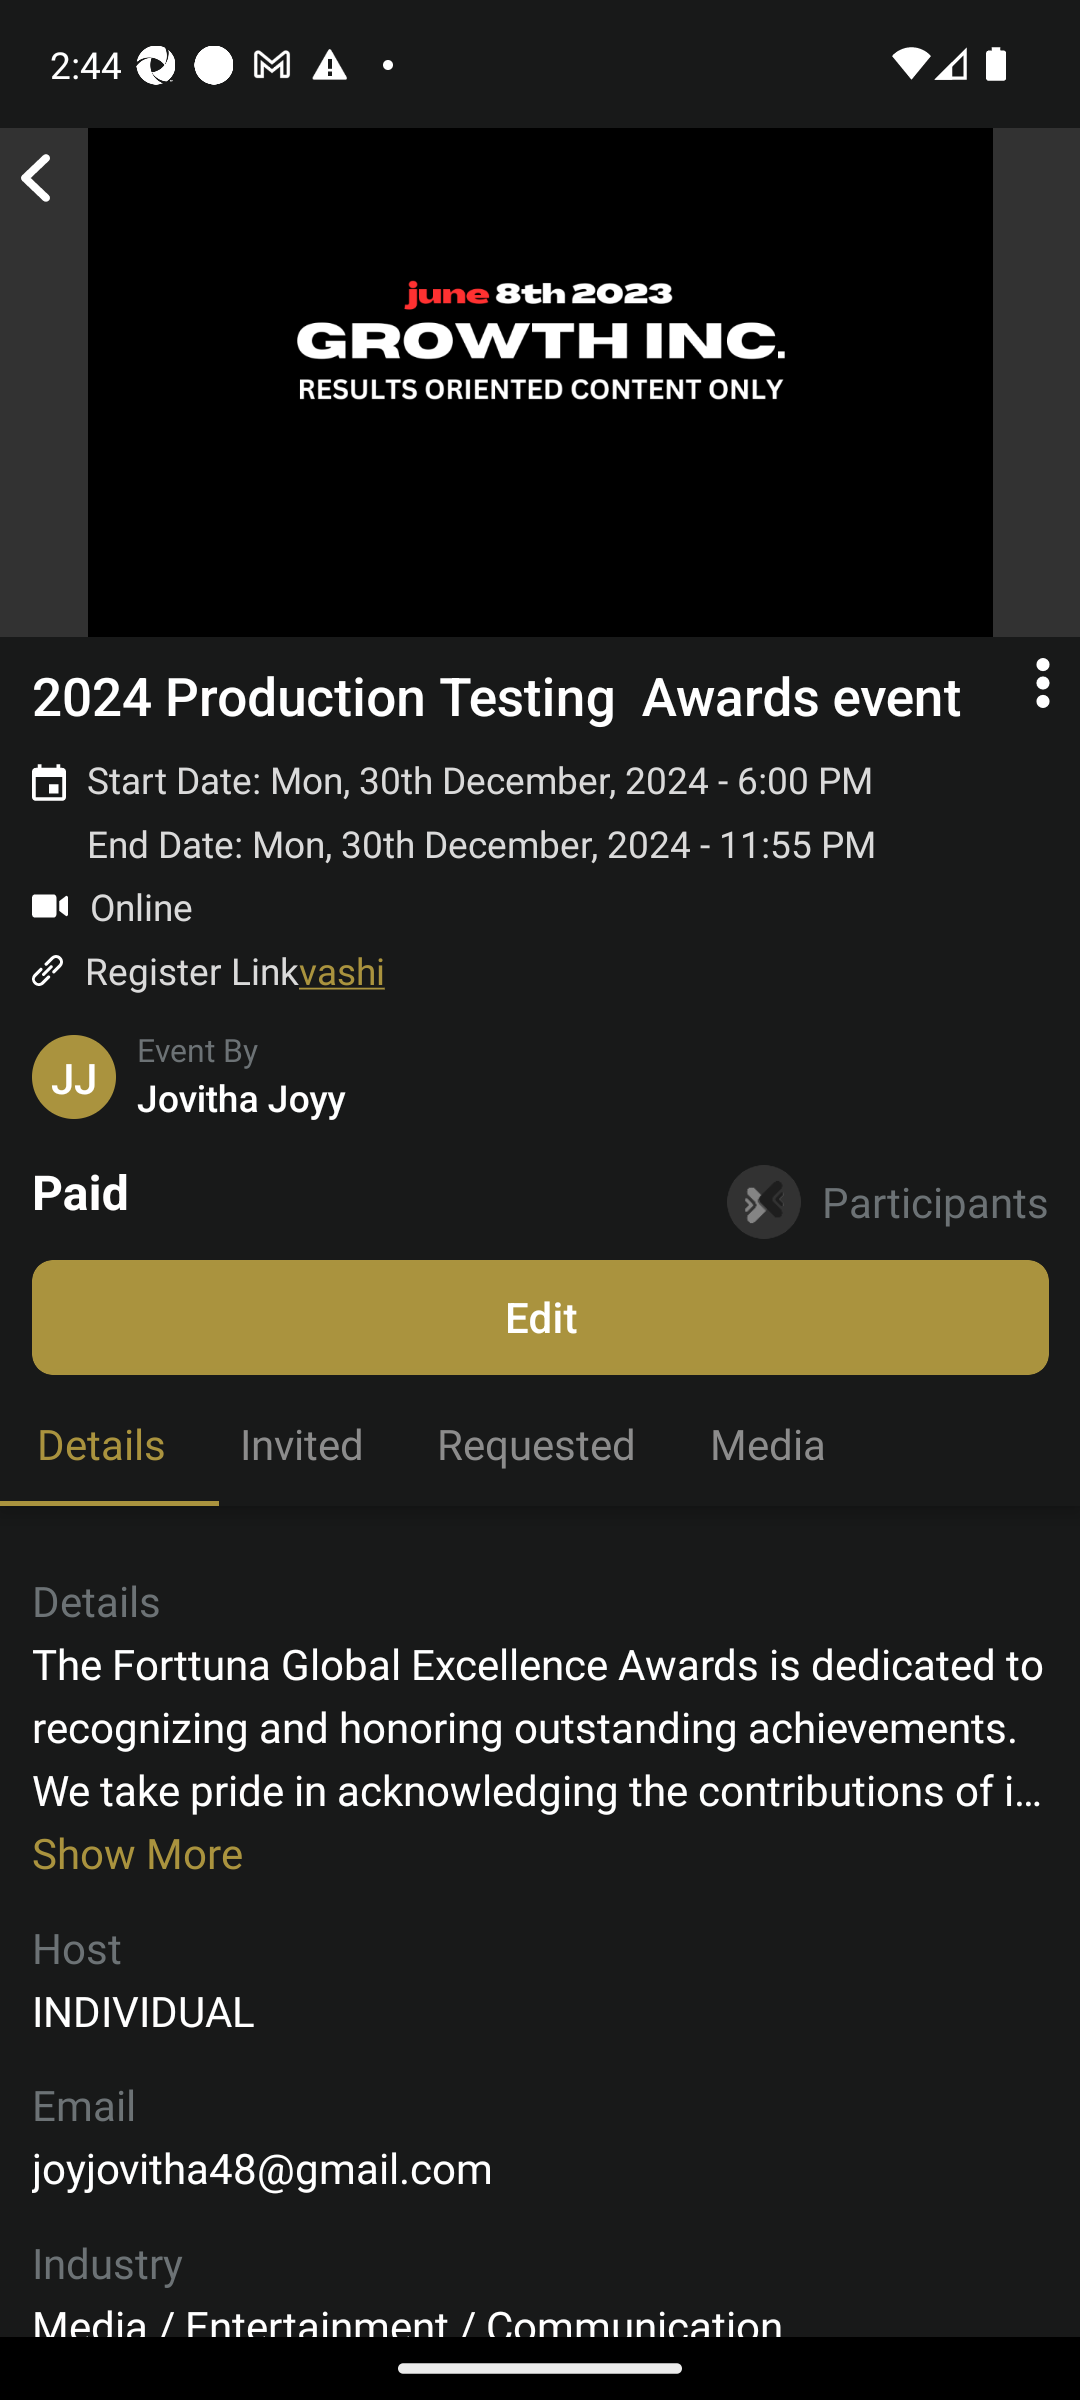 2:44
june 8th 2023
GROWTH INC.
RESULTS ORIENTED CONTENT ONLY
2024 Production Testing  Awards event
Start Date: Mon, 30th December, 2024 - 6:00 PM
End Date: Mon, 30th December, 2024 - 11:55 PM
Online
Register Linkvashi
JJ
Event By
Jovitha Joyy
Paid
Participants
Edit
Details Invited Requested Media
Details
The Forttuna Global Excellence Awards is dedicated to
recognizing and honoring outstanding achievements.
We take pride in acknowledging the contributions of i...
Show More
Host
INDIVIDUAL
Email
joyjovitha48@gmail.com
Industry
Media / Entertainment / Communication